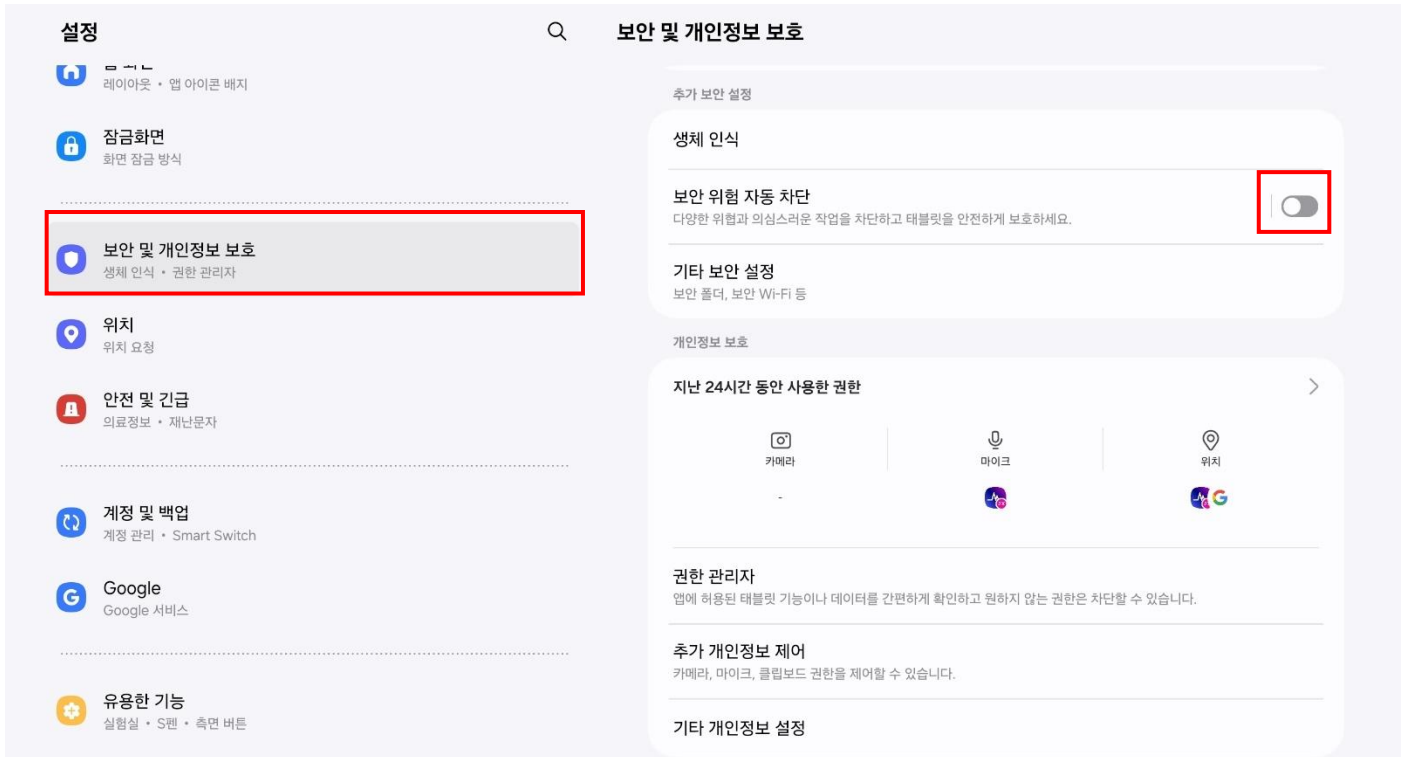 설정
레이아웃 • 앱 아이콘 배지
잠금화면
화면 잠금 방식
보안 및 개인정보 보호
생체 인식 • 권한 관리자
위치
위치 요청
안전 및 긴급
의료정보 • 재난문자
계정 및 백업
계정 관리 • Smart Switch
Google
Google 서비스
유용한 기능
실험실 • S펜 • 측면 버튼
보안 및 개인정보 보호
추가 보안 설정
생체 인식
보안 위험 자동 차단
다양한 위협과 의심스러운 작업을 차단하고 태블릿을 안전하게 보호하세요.
기타 보안 설정
보안 폴더, 보안 Wi-Fi 등
개인정보 보호
지난 24시간 동안 사용한 권한
카메라 마이크 위치
-
권한 관리자
앱에 허용된 태블릿 기능이나 데이터를 간편하게 확인하고 원하지 않는 권한은 차단할 수 있습니다.
추가 개인정보 제어
카메라, 마이크, 클립보드 권한을 제어할 수 있습니다.
기타 개인정보 설정